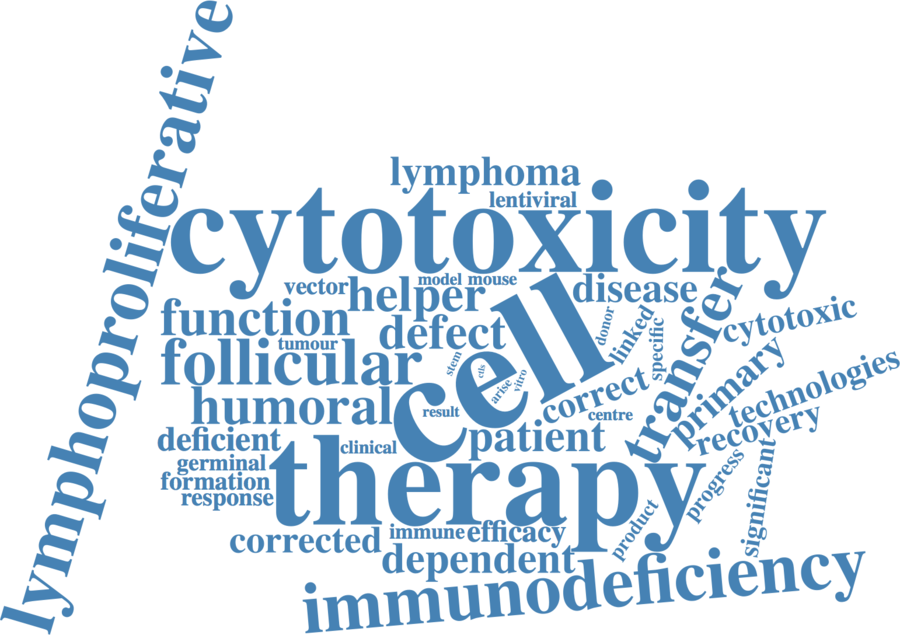 lymphoproliferative
lymphoma
lentiviral
cytotoxicity
vector
model
mouse
helper
disease
function
defect
tumour
follicular
cell
donor
linked
specific
transfer
cytotoxic
stem
ctls
arise
vitro
humoral
result
correct
centre
primary
technologies
recovery
deficient
clinical
patient
germinal
formation
response
therapy
progress
significant
product
corrected
immune
efficacy
dependent
immunodeficiency